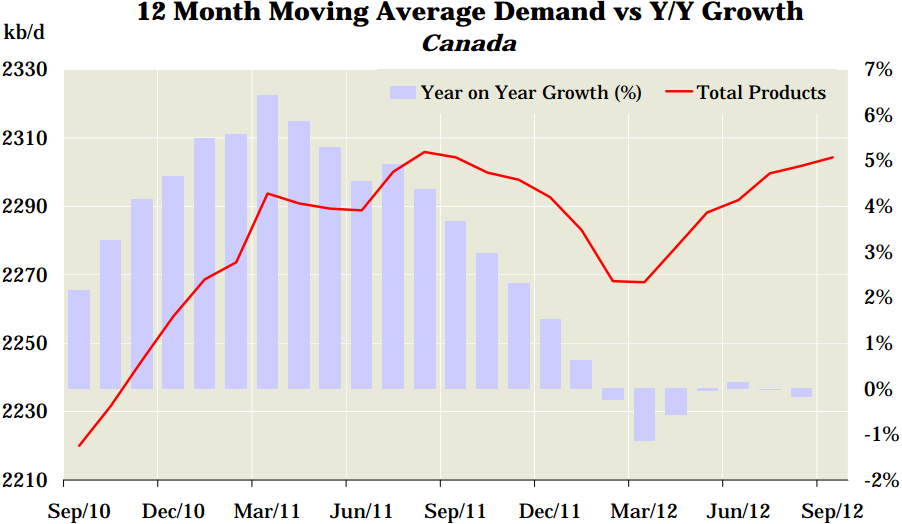 12 Month Moving Average Demand vs Y/Y Growth
kb/d
Canada
2330
7%
Year on Year Growth (%)
Total Products
6%
2310
5%
2290
4%
3%
2270
2%
2250
1%
0%
2230
-1%
2210
-2%
Sep/10 Dec/10 Mar/11 Jun/11 Sep/11 Dec/11 Mar/12 Jun/12 Sep/12